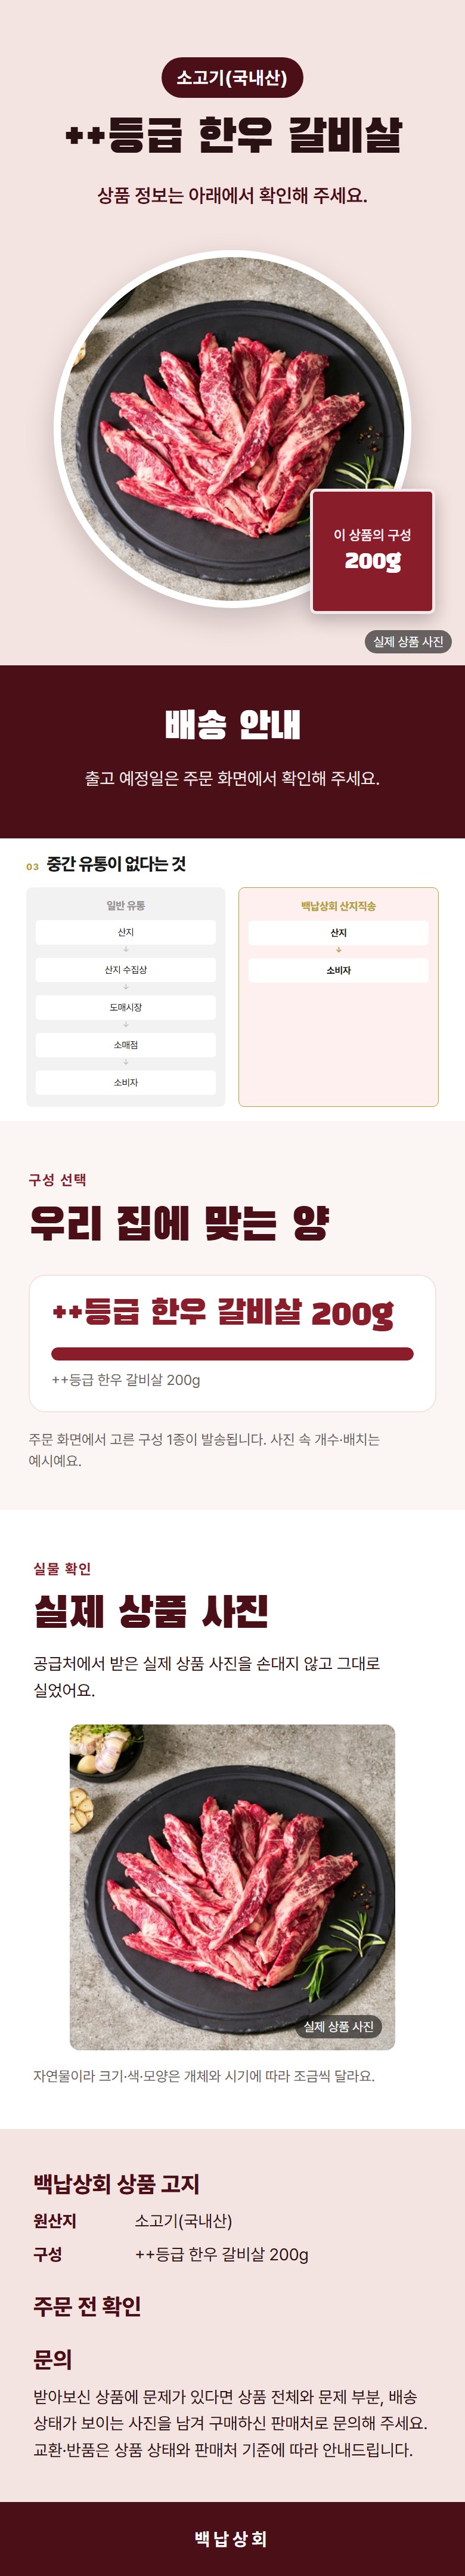 소고기(국내산)
++등급 한우 갈비살
상품 정보는 아래에서 확인해 주세요.
이 상품의 구성
200g
실제 상품 사진
배송 안내
출고 예정일은 주문 화면에서 확인해 주세요.
03 중간 유통이 없다는 것
일반 유통
산지
↓
산지 수집상
↓
도매시장
↓
소매점
↓
소비자
백납상회 산지직송
산지
↓
소비자
구성 선택
우리 집에 맞는 양
++등급 한우 갈비살 200g
++등급 한우 갈비살 200g
주문 화면에서 고른 구성 1종이 발송됩니다. 사진 속 개수·배치는
예시예요.
실물 확인
실제 상품 사진
공급처에서 받은 실제 상품 사진을 손대지 않고 그대로
실었어요.
실제 상품 사진
자연물이라 크기·색·모양은 개체와 시기에 따라 조금씩 달라요.
백납상회 상품 고지
원산지 소고기(국내산)
구성 ++등급 한우 갈비살 200g
주문 전 확인
문의
받아보신 상품에 문제가 있다면 상품 전체와 문제 부분, 배송
상태가 보이는 사진을 남겨 구매하신 판매처로 문의해 주세요.
교환·반품은 상품 상태와 판매처 기준에 따라 안내드립니다.
백납상회